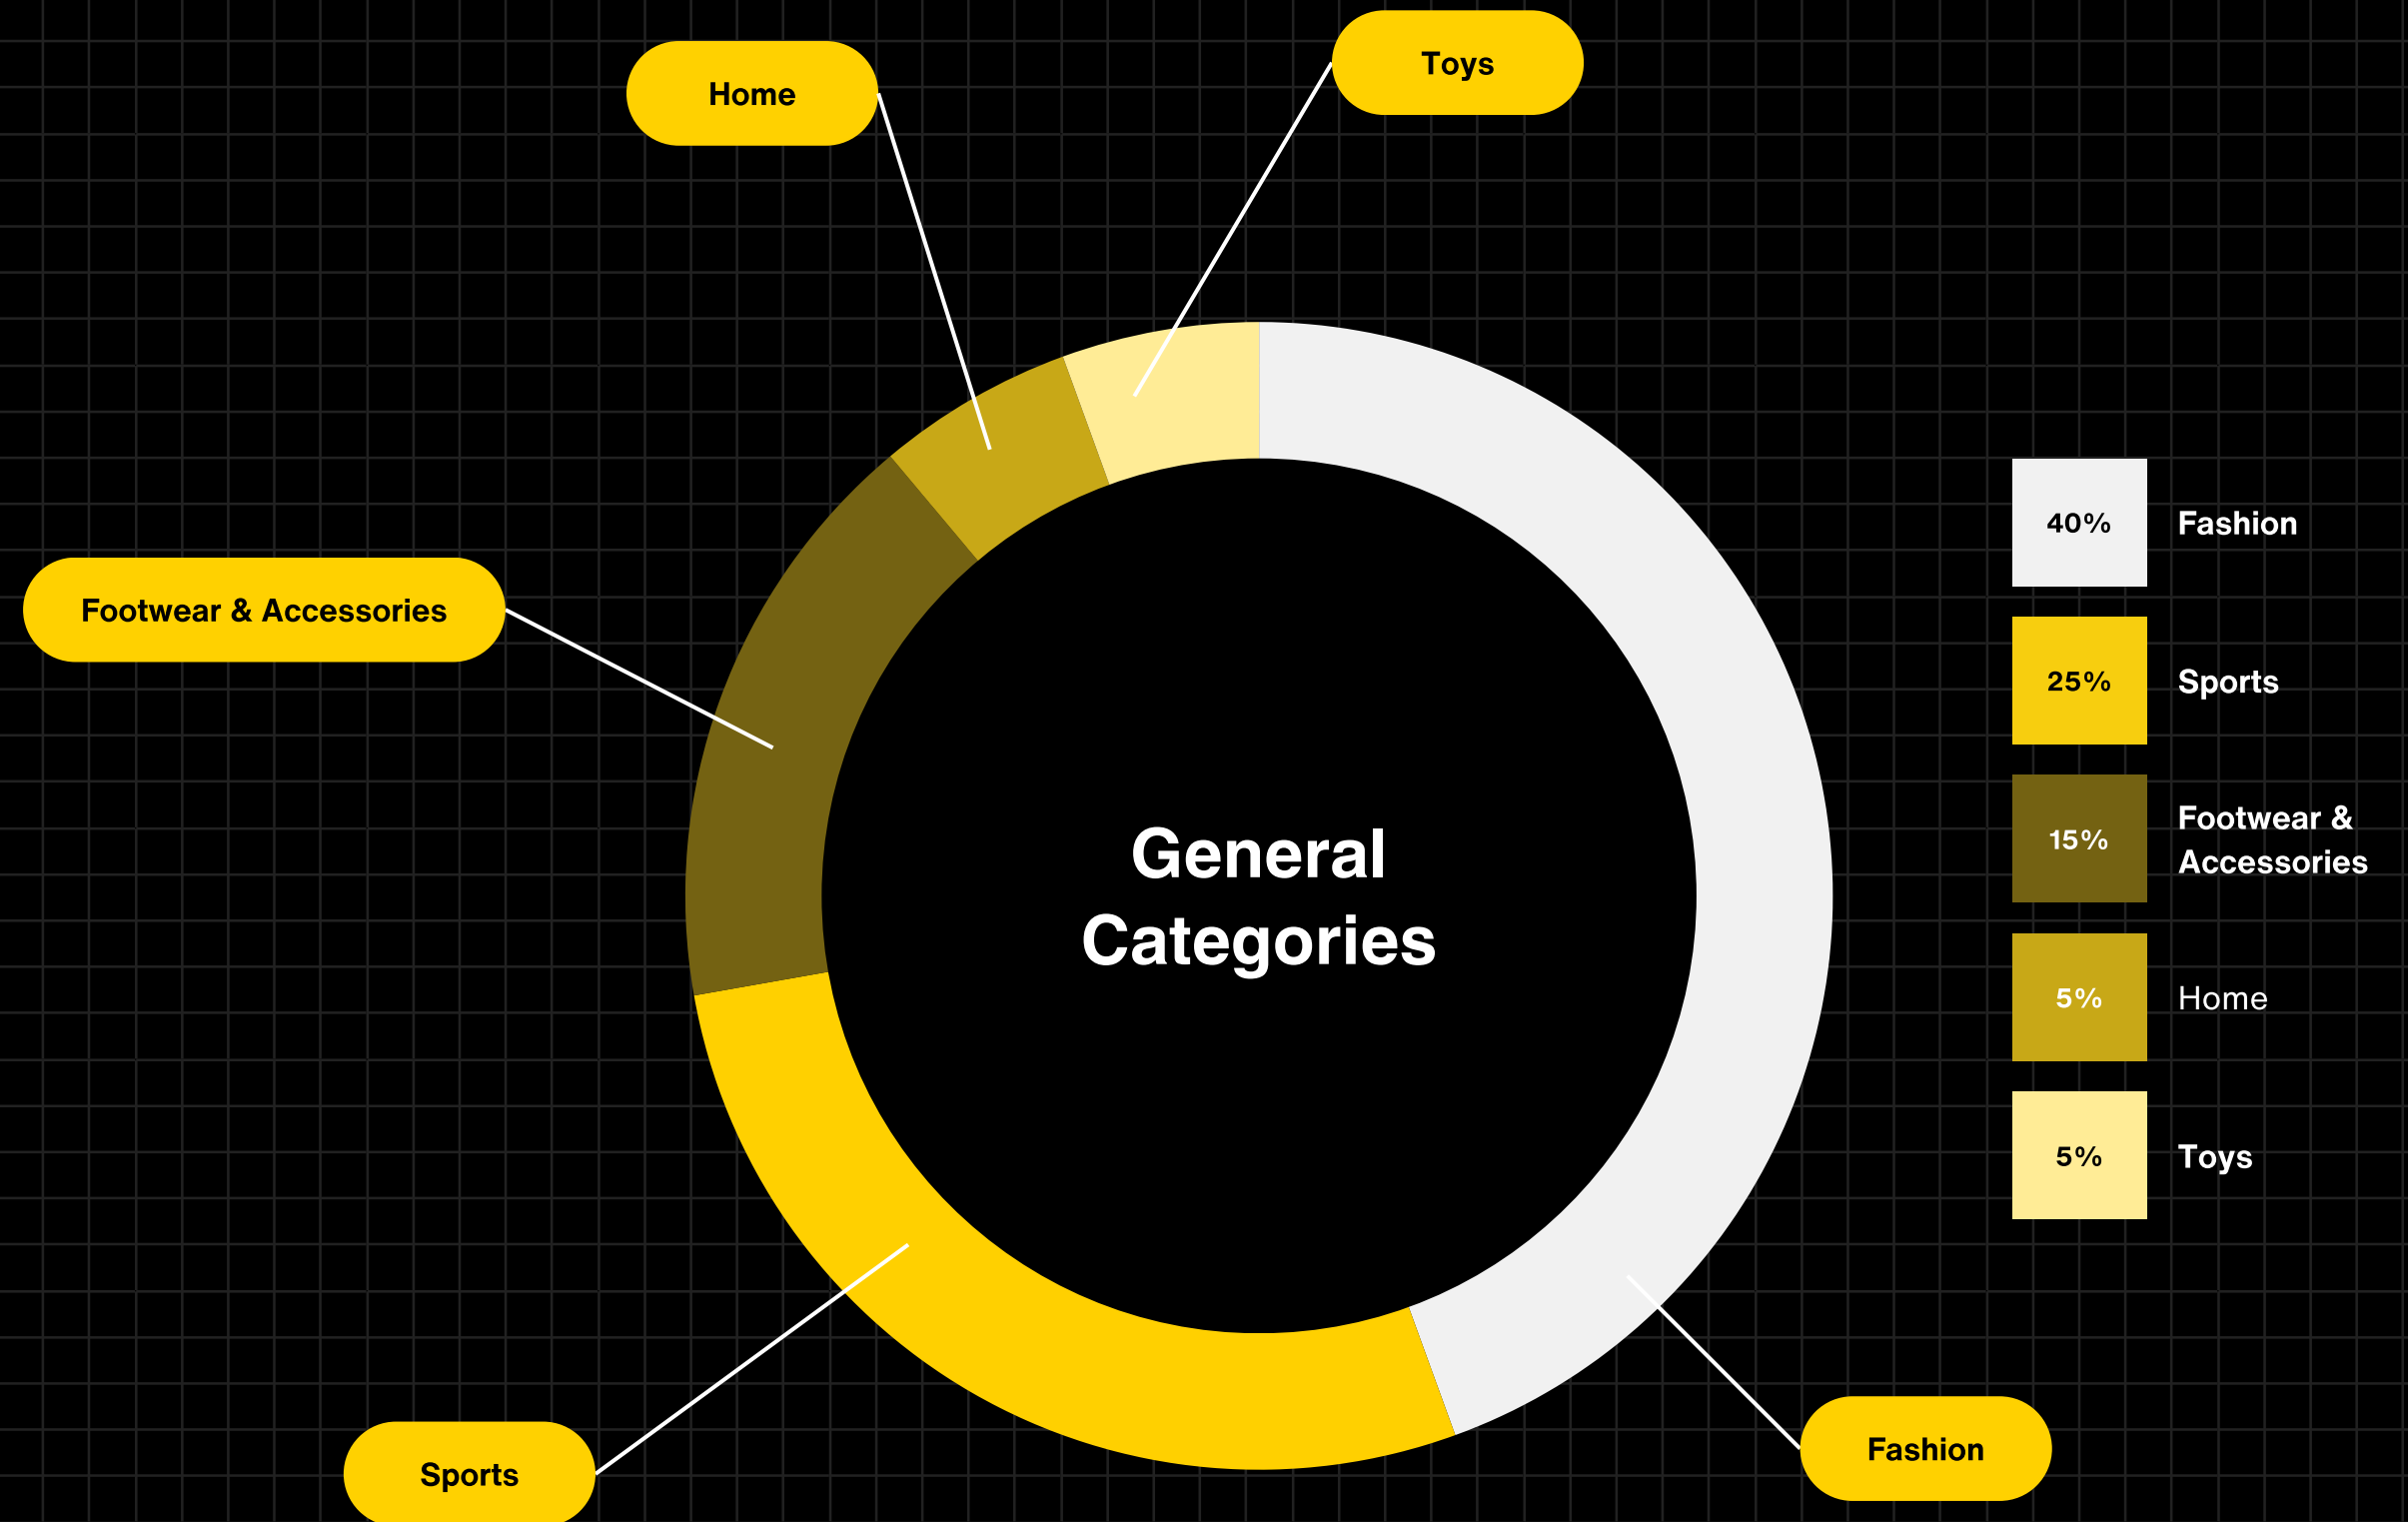 Toys
Home
Footwear & Accessories
General
Categories
Sports
Fashion
40%
Fashion
25%
Sports
15%
Footwear &
Accessories
5%
Home
5%
Toys